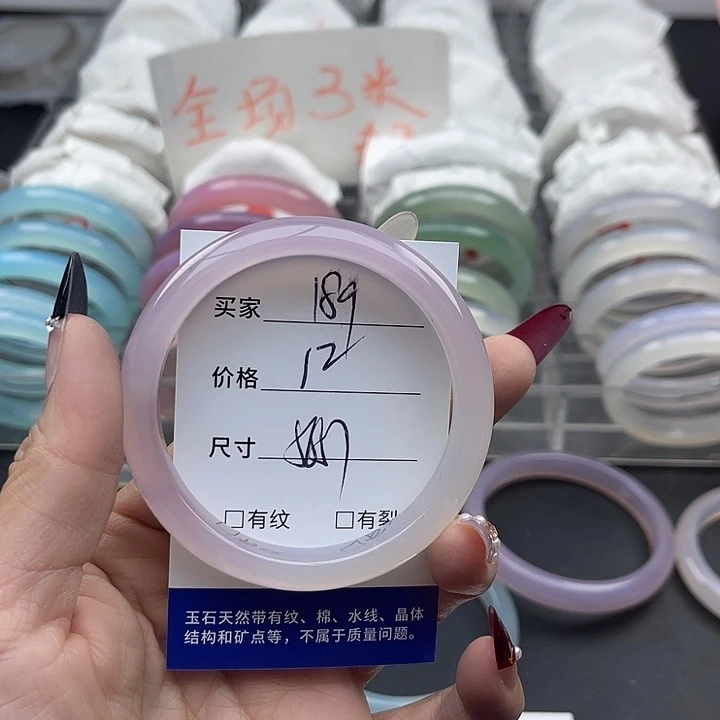 全场3米
起
买家 189
价格 12
尺寸
□有纹 □有裂
玉石天然带有纹、棉、水线、晶体
结构和矿点等，不属于质量问题。